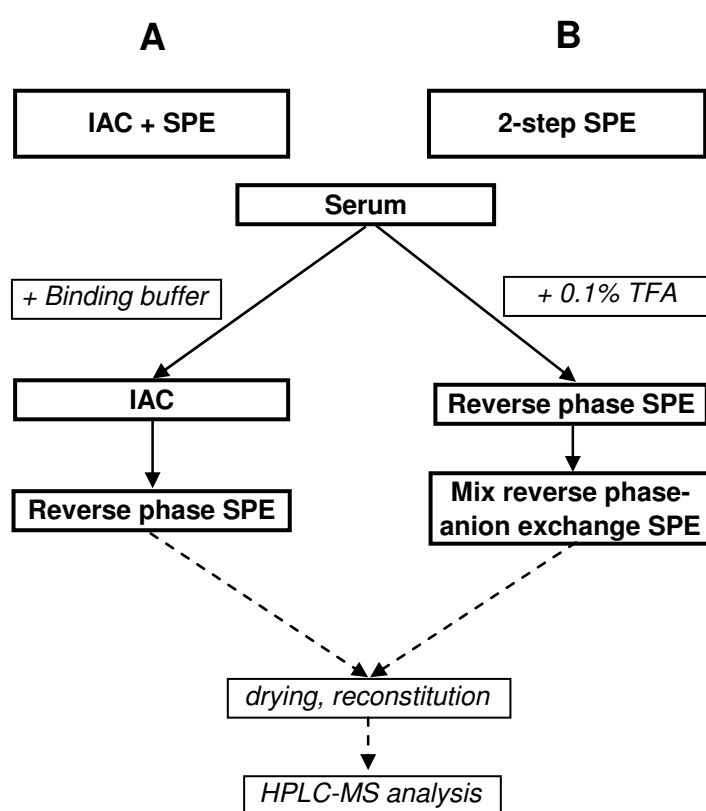 A
B
IAC + SPE
2-step SPE
Serum
+ Binding buffer
+ 0.1% TFA
IAC
Reverse phase SPE
Reverse phase SPE
Mix reverse phase-
anion exchange SPE
drying, reconstitution
HPLC-MS analysis